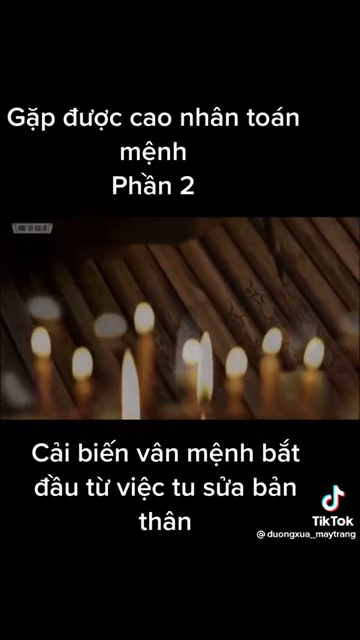 Gặp được cao nhân toán
mệnh
Phần 2
Cải biến vân mệnh bắt
đầu từ việc tu sửa bản
thân
TikTok
@duongxua_maytrang